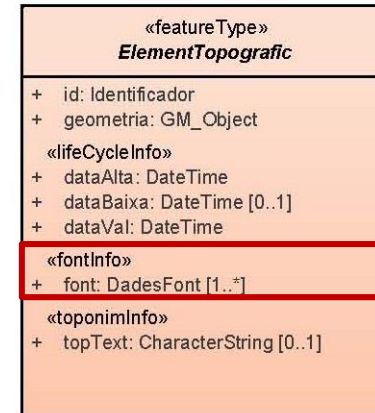 «featureType»
ElementTopografic
+ id: Identificador
+ geometria: GM_Object
«lifeCycleInfo»
+ dataAlta: DateTime
+ dataBaixa: DateTime [0..1]
+ dataVal: DateTime
«fontInfo»
+ font: DadesFont [1..*]
«toponimInfo»
+ topText: CharacterString [0..1]